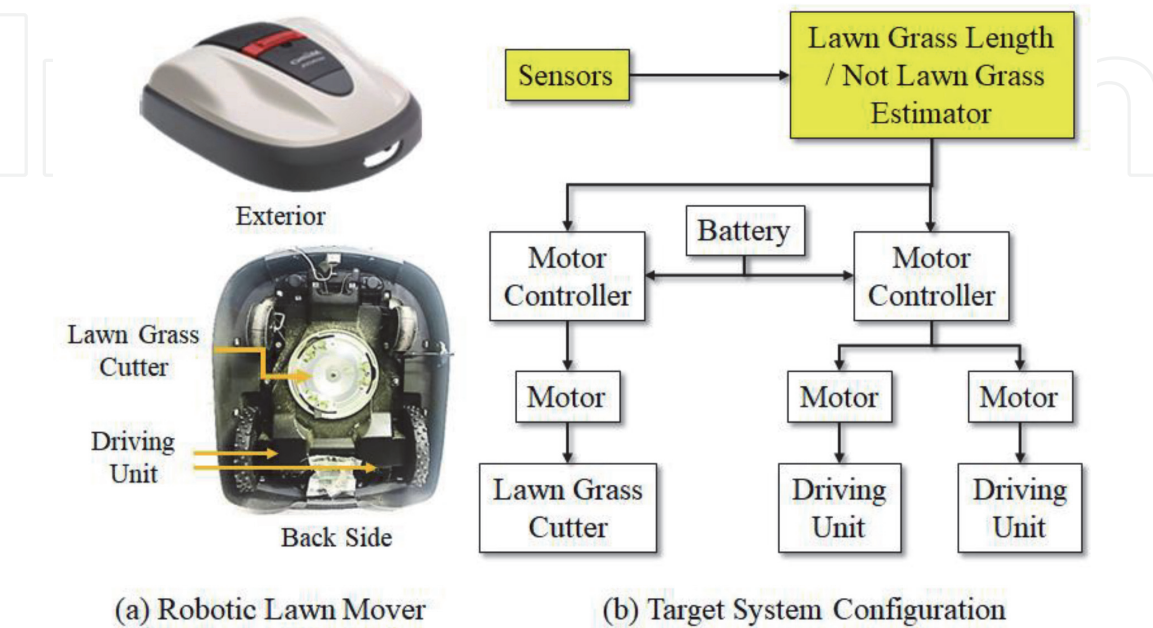 Exterior
Lawn Grass
Cutter
Driving
Unit
Back Side
(a) Robotic Lawn Mover
Sensors
Lawn Grass Length
/ Not Lawn Grass
Estimator
Battery
Motor
Controller
Motor
Controller
Motor
Motor
Motor
Lawn Grass
Cutter
Driving
Unit
Driving
Unit
(b) Target System Configuration